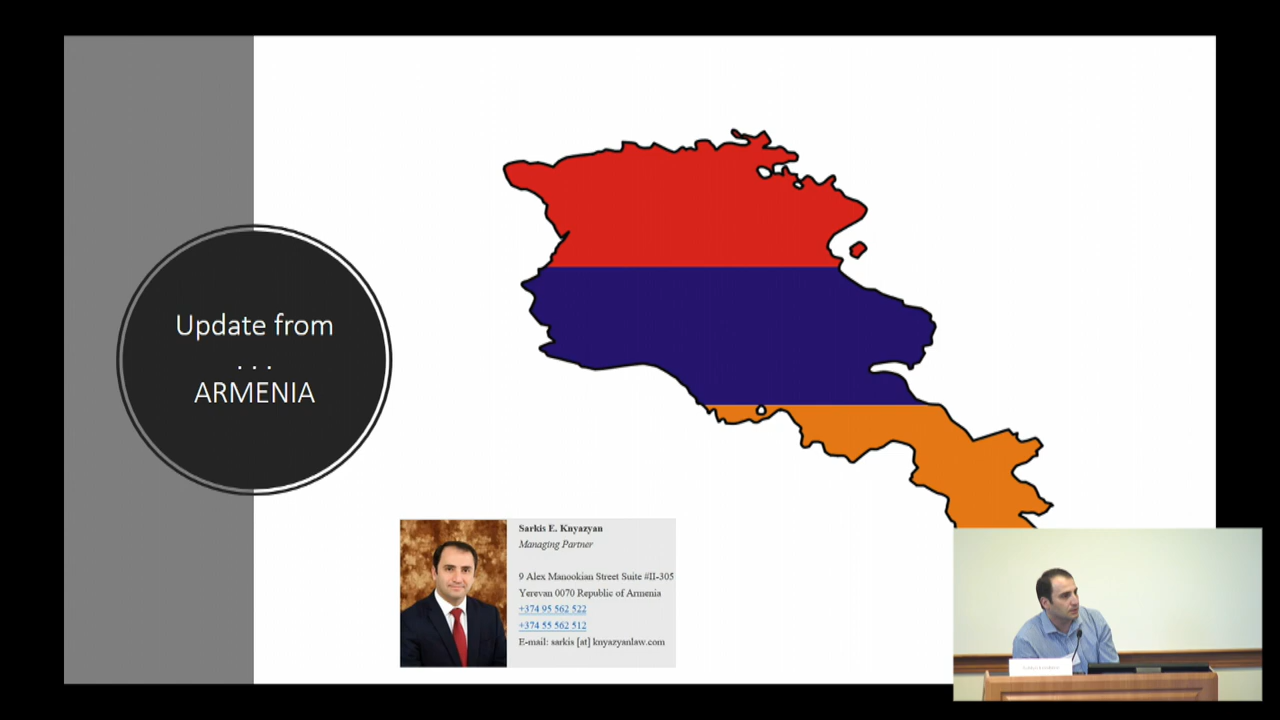 Update from
. . .
ARMENIA
Sarkis E. Knyazyan
Managing Partner
9 Alex Manookian Street Suite #II-305
Yerevan 0070 Republic of Armenia
+374 95 562 522
+374 55 562 512
E-mail: sarkis [at] knyazyanlaw.com